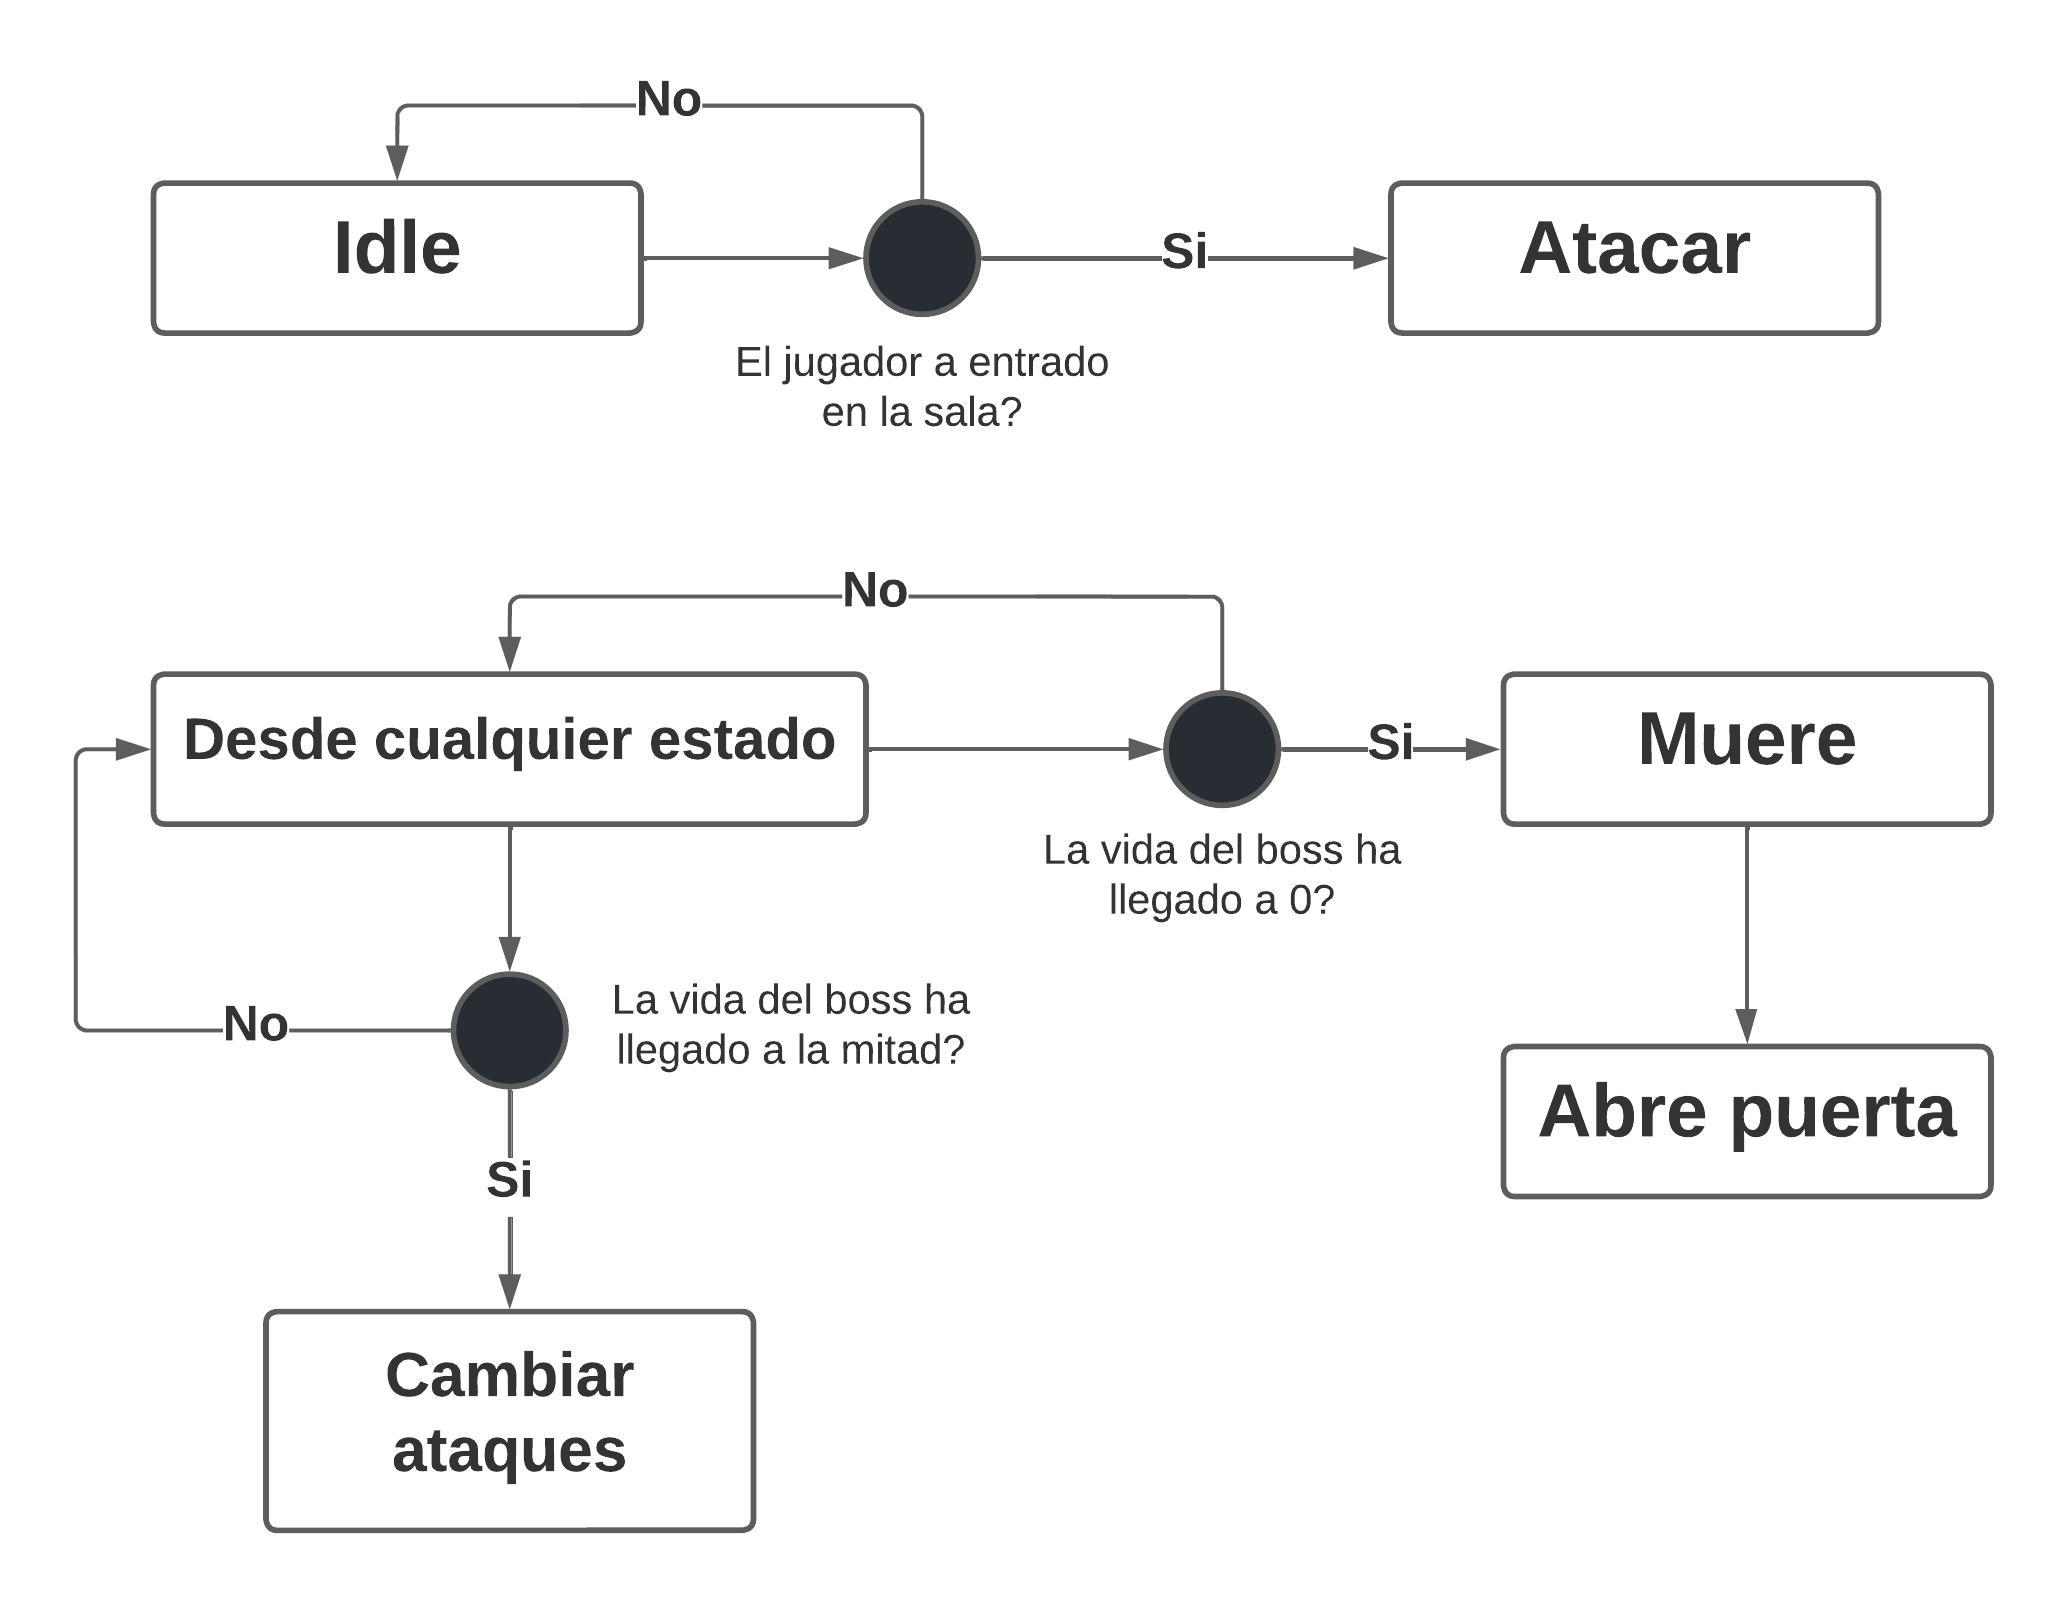 No
Idle
Si
Atacar
El jugador a entrado
en la sala?
No
Desde cualquier estado
Si
Muere
La vida del boss ha
llegado a 0?
No
La vida del boss ha
llegado a la mitad?
Abre puerta
Si
Cambiar
ataques